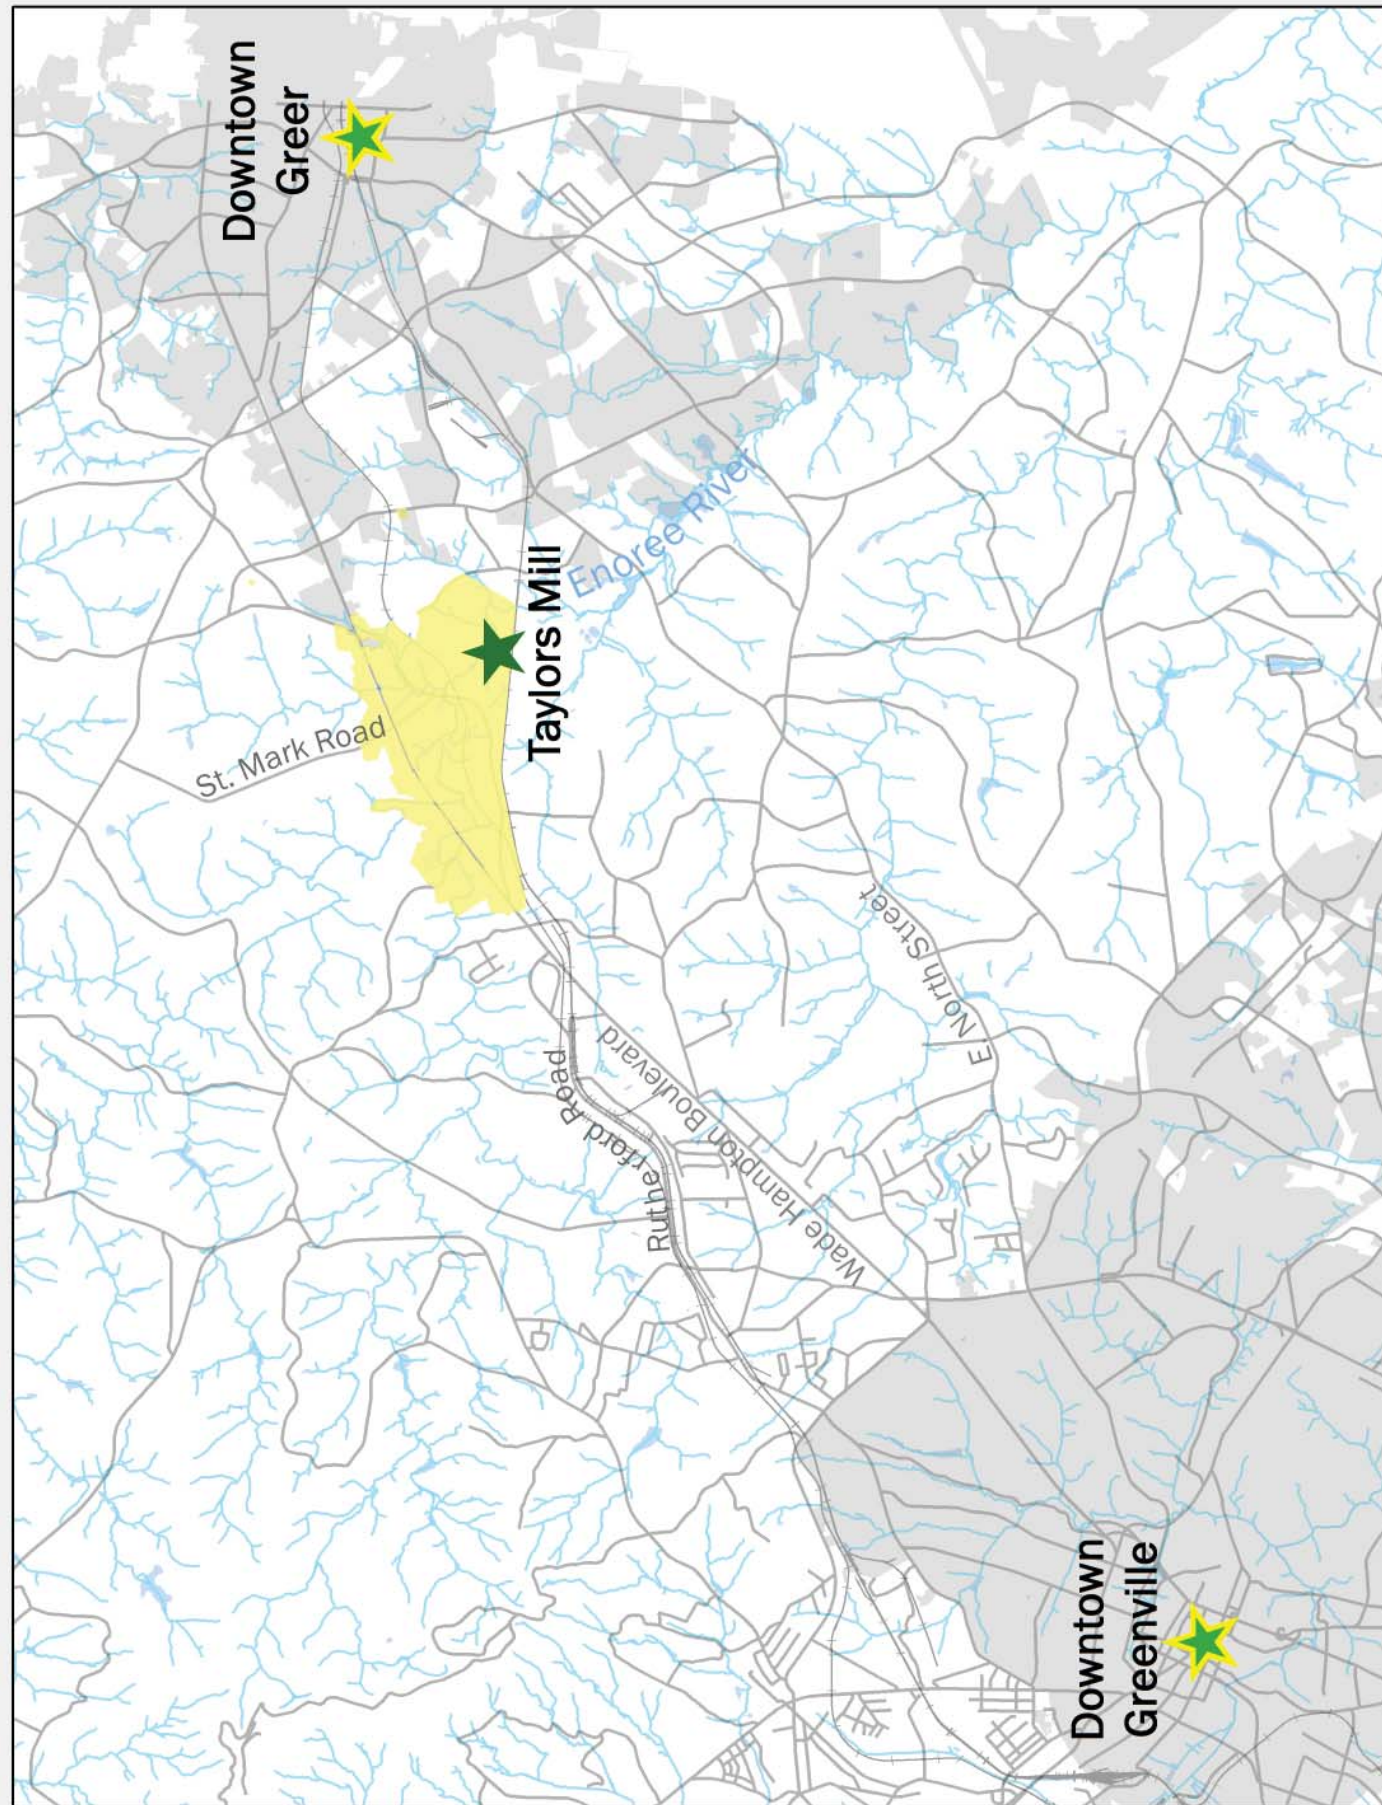 Downtown
Greer
St. Mark Road
Taylors Mill
Enoree River
Rutherford Road
Wade Hampton Boulevard
E. North Street
Downtown
Greenville